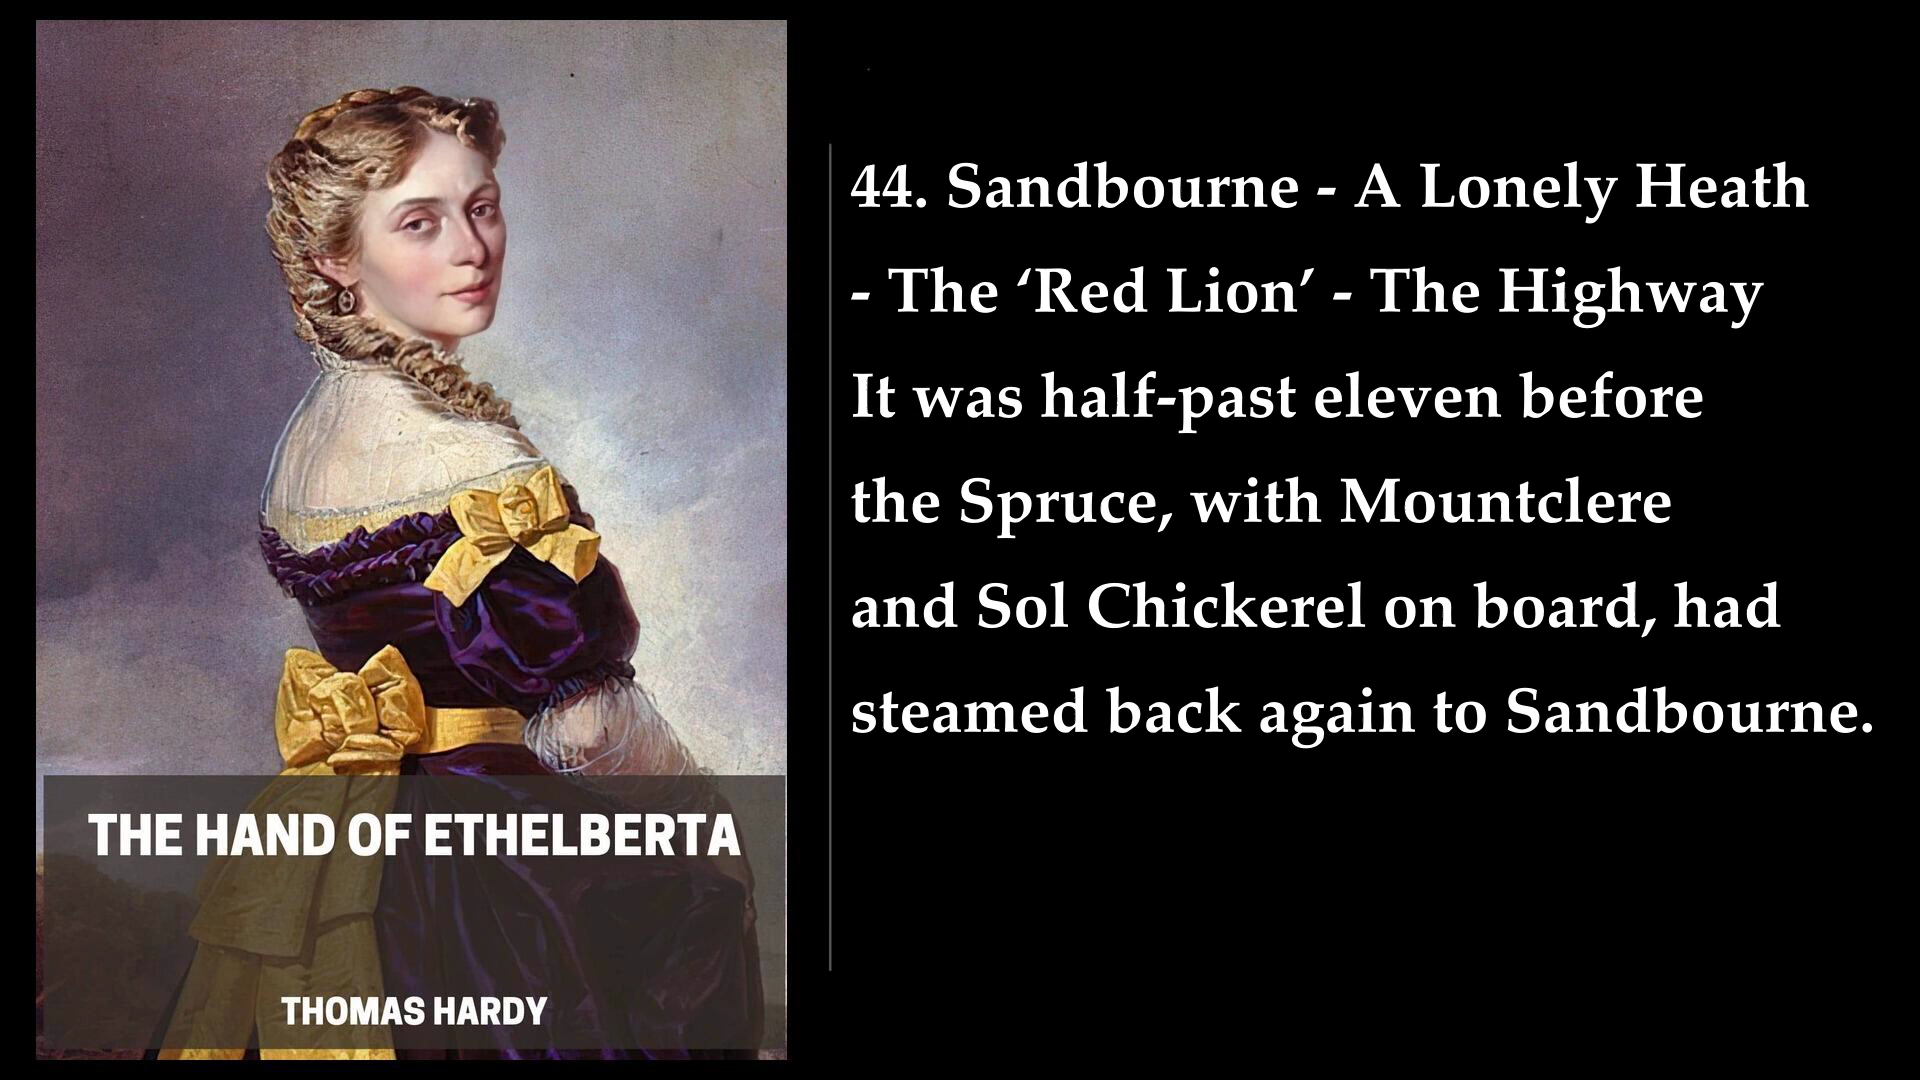 THE HAND OF ETHELBERTA
THOMAS HARDY
44. Sandbourne - A Lonely Heath
- The ‘Red Lion’ - The Highway
It was half-past eleven before
the Spruce, with Mountclere
and Sol Chickerel on board, had
steamed back again to Sandbourne.